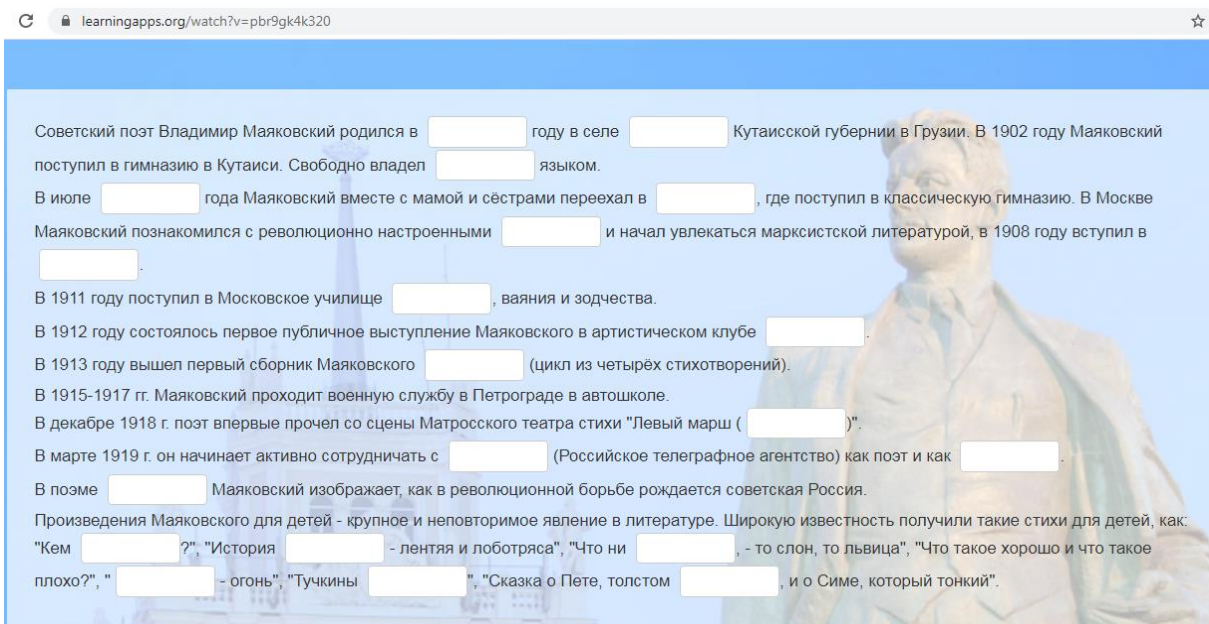 learningapps.org/watch?v=pbr9gk4k320
Советский поэт Владимир Маяковский родился в году в селе Кутаисской губернии в Грузии. В 1902 году Маяковский
поступил в гимназию в Кутаиси. Свободно владел языком.
В июле года Маяковский вместе с мамой и сёстрами переехал в , где поступил в классическую гимназию. В Москве
Маяковский познакомился с революционно настроенными и начал увлекаться марксистской литературой, в 1908 году вступил в
.
В 1911 году поступил в Московское училище , ваяния и зодчества.
В 1912 году состоялось первое публичное выступление Маяковского в артистическом клубе .
В 1913 году вышел первый сборник Маяковского (цикл из четырёх стихотворений).
В 1915-1917 гг. Маяковский проходит военную службу в Петрограде в автошколе.
В декабре 1918 г. поэт впервые прочел со сцены Матросского театра стихи "Левый марш ( )".
В марте 1919 г. он начинает активно сотрудничать с (Российское телеграфное агентство) как поэт и как .
В поэме Маяковский изображает, как в революционной борьбе рождается советская Россия.
Произведения Маяковского для детей - крупное и неповторимое явление в литературе. Широкую известность получили такие стихи для детей, как:
"Кем ?", "История - лентяя и лоботряса", "Что ни , - то слон, то львица", "Что такое хорошо и что такое
плохо?", " - огонь", "Тучкины ", "Сказка о Пете, толстом , и о Симе, который тонкий".